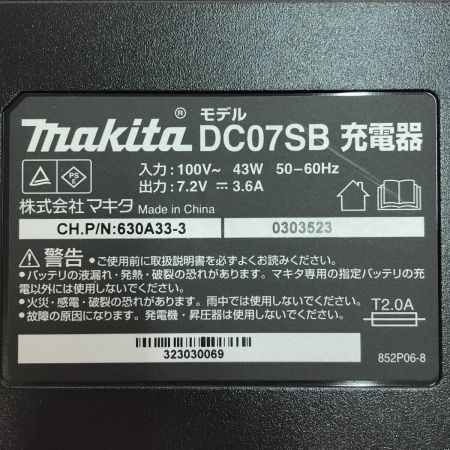 モデル
makita® DC07SB 充電器
入力：100V～ 43W 50-60Hz
出力：7.2V ⎓ 3.6A
PS
E
株式会社 マキタ Made in China
CH.P/N:630A33-3
0303523
⚠警告 ●ご使用前に取扱説明書を必ずよくお読みください。
●バッテリの液漏れ・発熱・破裂の恐れがあります。マキタ専用の指定バッテリの充
電以外には使用しないでください。
●火災・感電・破裂の恐れがあります。雨中では使用しないでください。
●故障の原因になります。発電機・昇圧器は使用しないでください。
T2.0A
323030069
852P06-8